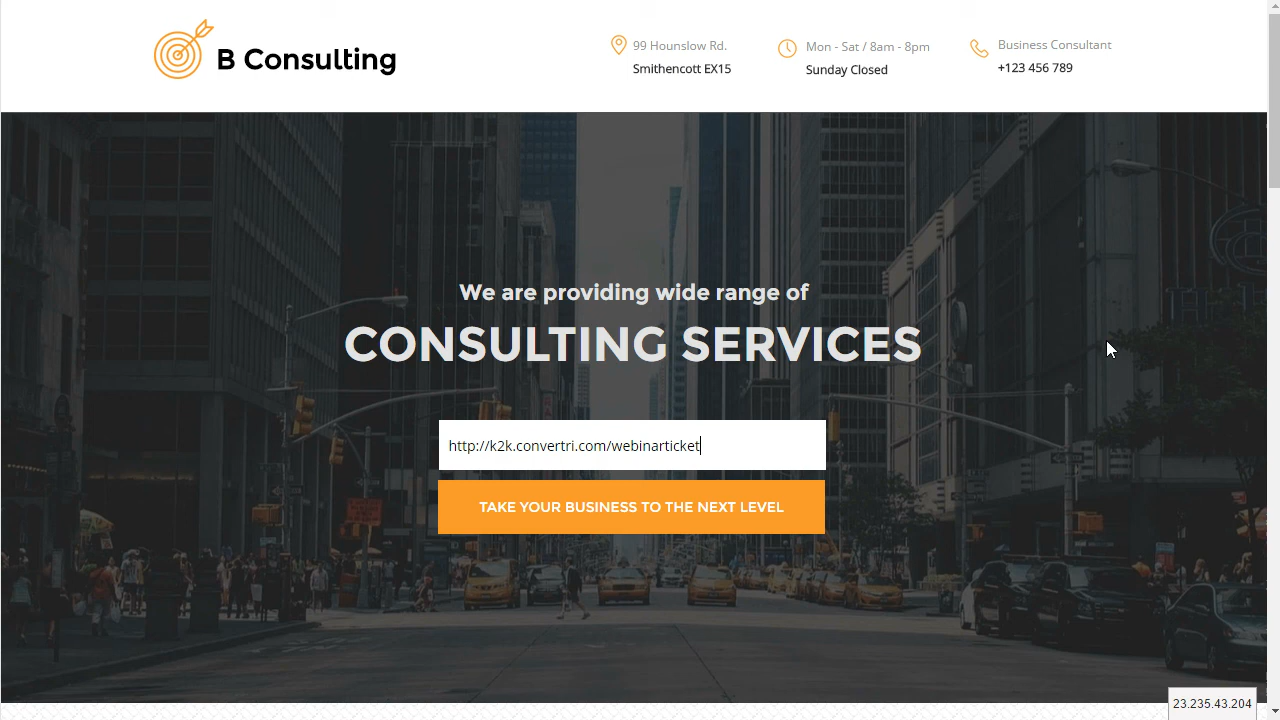 B Consulting
99 Hounslow Rd.
Smithencott EX15
Mon - Sat / 8am - 8pm
Sunday Closed
Business Consultant
+123 456 789
We are providing wide range of
CONSULTING SERVICES
http://k2k.convertri.com/webinarticket
TAKE YOUR BUSINESS TO THE NEXT LEVEL
23.235.43.204